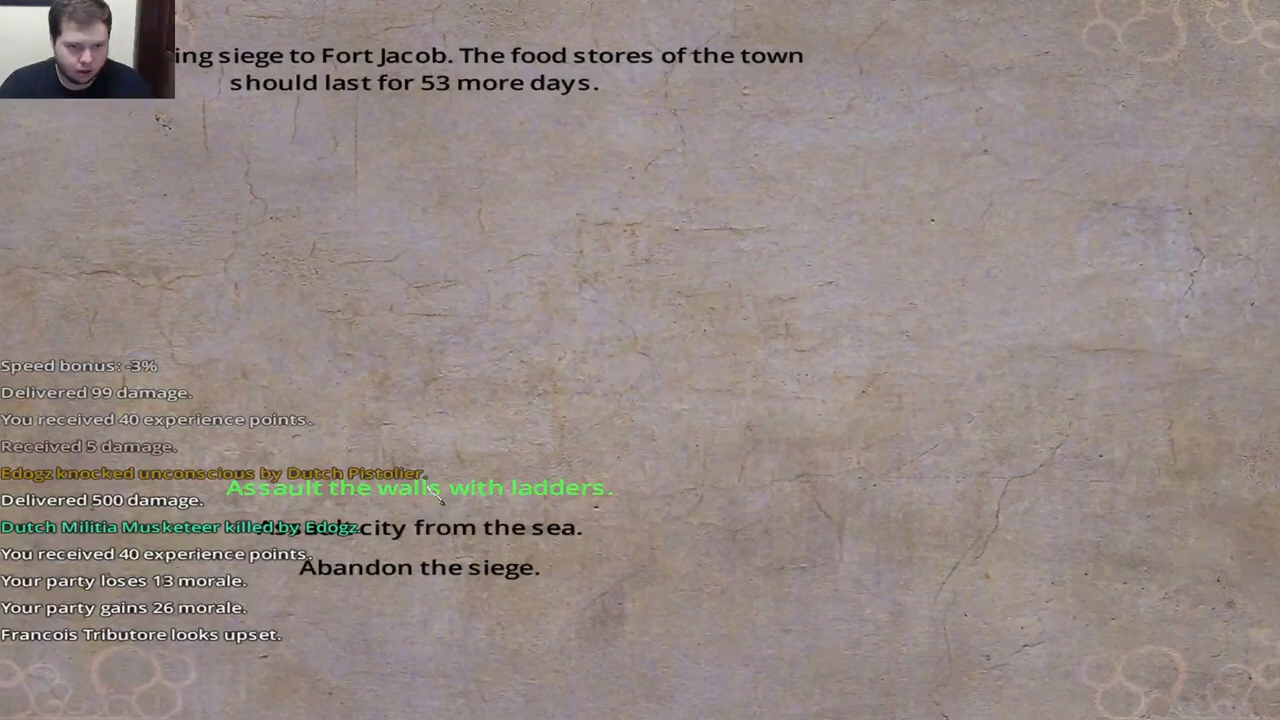 ing siege to Fort Jacob. The food stores of the town
should last for 53 more days.
Speed bonus: -3%
Delivered 99 damage.
You received 40 experience points.
Received 5 damage.
Edogz knocked unconscious by Dutch Pistolier.
Assault the walls with ladders.
Delivered 500 damage.
Dutch Militia Musketeer killed by Edogz.
city from the sea.
You received 40 experience points.
Abandon the siege.
Your party loses 13 morale.
Your party gains 26 morale.
Francois Tributore looks upset.